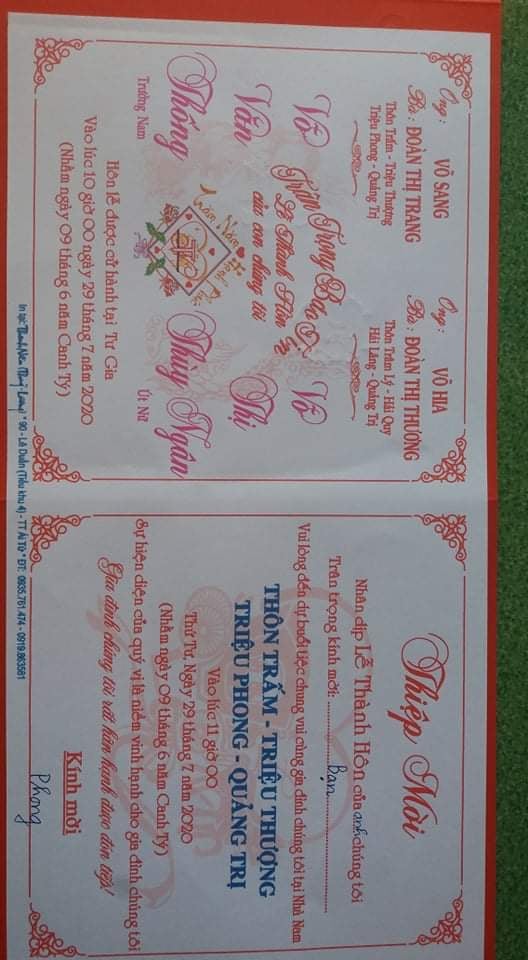 Ông : VÕ SANG
Bà : ĐOÀN THỊ TRANG
Thôn Trấm - Triệu Thượng
Triệu Phong - Quảng Trị
Ông : VÕ HIA
Bà : ĐOÀN THỊ THƯƠNG
Thôn Trầm Lý - Hải Quy
Hải Lăng - Quảng Trị
Trân Trọng Báo Tin
Lễ Thành Hôn
của con chúng tôi
Võ
Văn
Thống
Trưởng Nam
Trăm Năm
Võ
Thị
Thùy Ngân
Út Nữ
Hôn lễ được cử hành tại Tư Gia
Vào lúc 10 giờ 00 ngày 29 tháng 7 năm 2020
(Nhằm ngày 09 tháng 6 năm Canh Tý)
In tại: * 90 - Lê Duẩn (Tiểu khu 4) - TT Ái Tử * ĐT: 0935.761.474 - 0919.863581
Thiệp Mời
Nhân dịp Lễ Thành Hôn của anh chúng tôi
Trân trọng kính mời: Bạn
Vui lòng đến dự buổi tiệc chung vui cùng gia đình chúng tôi tại Nhà Nam
THÔN TRẤM - TRIỆU THƯỢNG
TRIỆU PHONG - QUẢNG TRỊ
Vào lúc 11 giờ 00
Thứ Tư, Ngày 29 tháng 7 năm 2020
(Nhằm ngày 09 tháng 6 năm Canh Tý)
Sự hiện diện của quý vị là niềm vinh hạnh cho gia đình chúng tôi
Gia đình chúng tôi rất hân hạnh được đón tiếp!
Kính mời
Phong